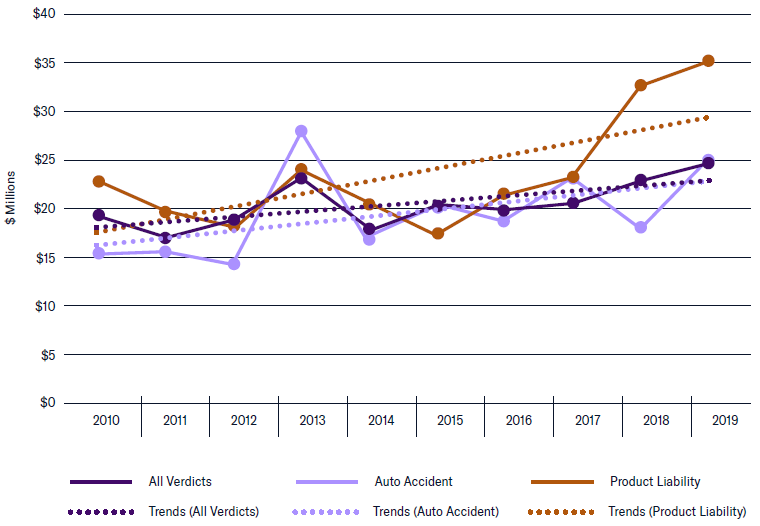 $40
$35
$30
$25
$20
$15
$10
$5
$0
$ Millions
2010 2011 2012 2013 2014 2015 2016 2017 2018 2019
All Verdicts Auto Accident Product Liability
Trends (All Verdicts) Trends (Auto Accident) Trends (Product Liability)